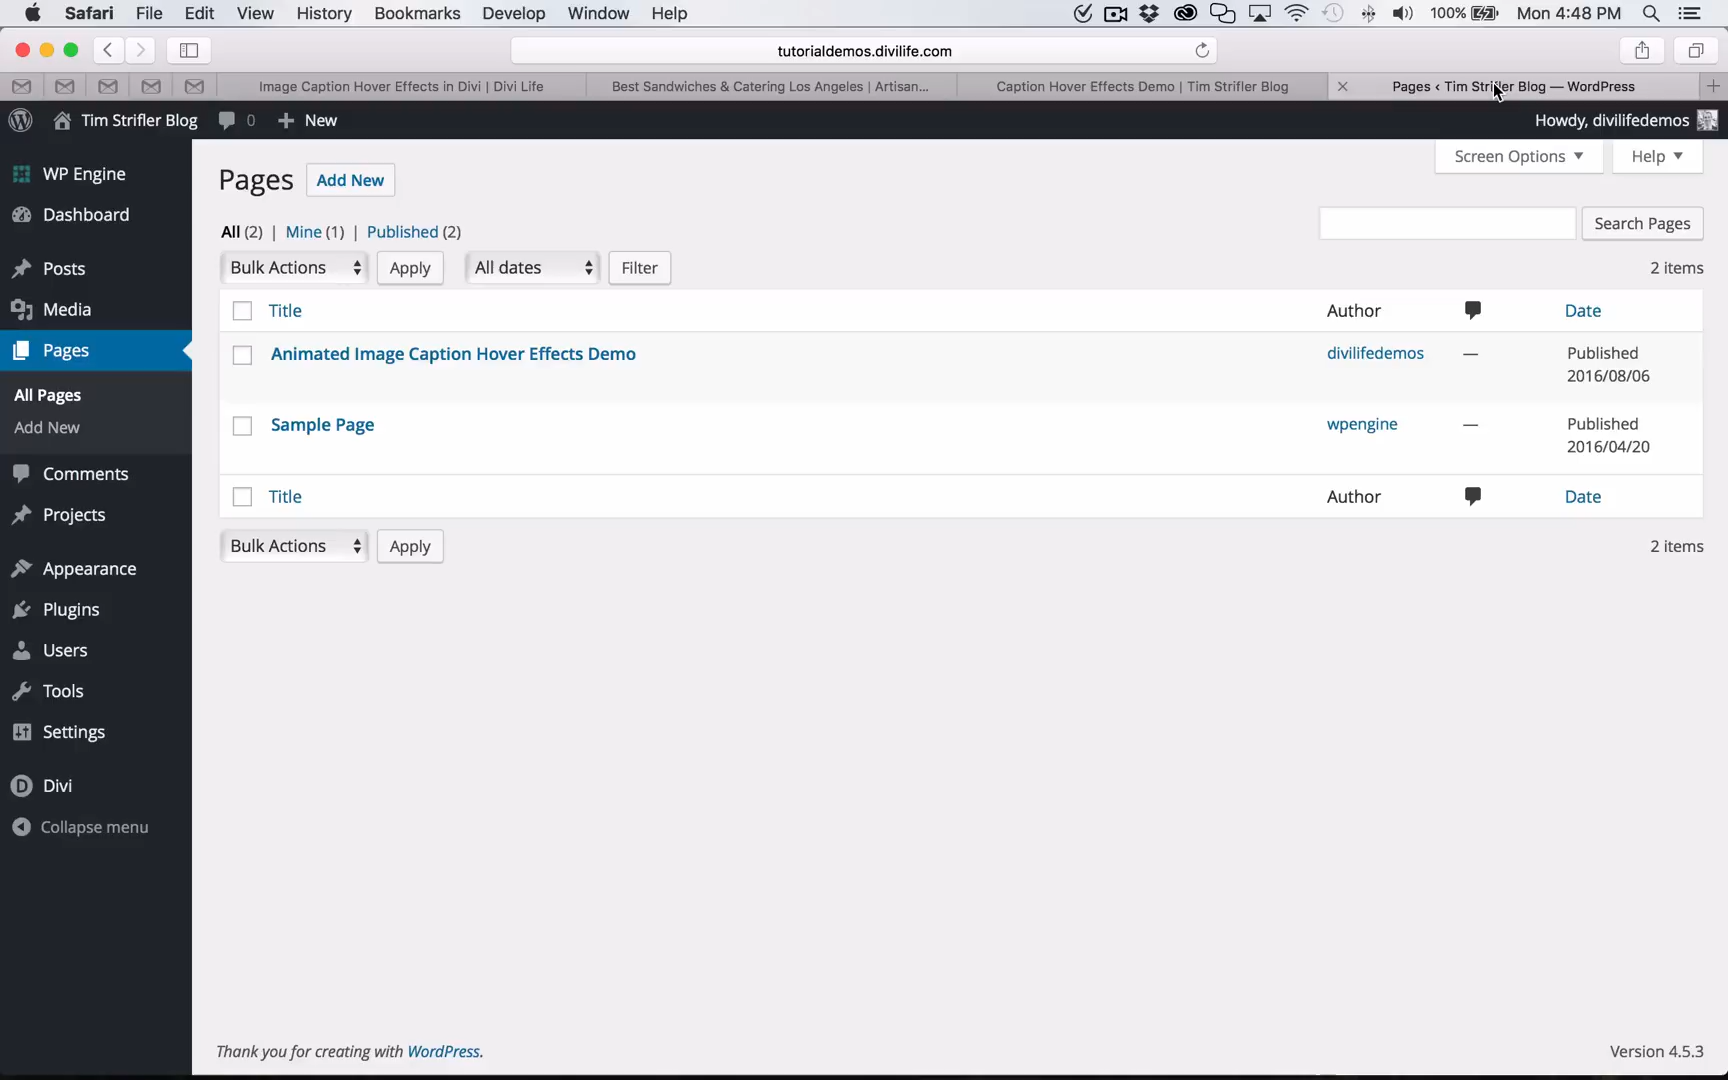 Safari File Edit View History Bookmarks Develop Window Help 100% Mon 4:48 PM
tutorialdemos.divilife.com
Image Caption Hover Effects in Divi | Divi Life Best Sandwiches & Catering Los Angeles | Artisan... Caption Hover Effects Demo | Tim Strifler Blog Pages ‹ Tim Strifler Blog — WordPress
Tim Strifler Blog 0 New Howdy, divilifedemos
Screen Options Help
WP Engine
Dashboard
Posts
Media
Pages
All Pages
Add New
Comments
Projects
Appearance
Plugins
Users
Tools
Settings
Divi
Collapse menu
Pages Add New
All (2) | Mine (1) | Published (2)
Search Pages
Bulk Actions Apply All dates Filter 2 items
Title Author Date
Animated Image Caption Hover Effects Demo divilifedemos — Published
2016/08/06
Sample Page wpengine — Published
2016/04/20
Title Author Date
Bulk Actions Apply 2 items
Thank you for creating with WordPress. Version 4.5.3